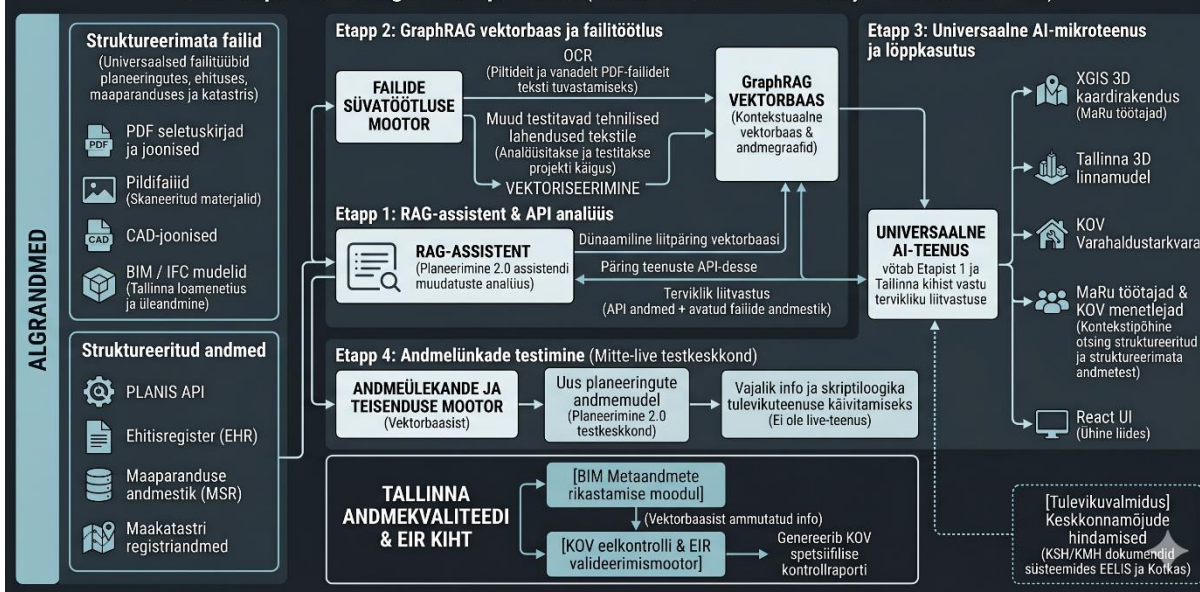 ALGRANDMED
Struktureerimata failid
(Universaalsed failitüübid
planeeringutes, ehituses,
maaparanduses ja katastris)
PDF
PDF seletuskirjad
ja joonised
Pildifaiiid
(Skaneeritud materjalid)
CAD
CAD-joonised
BIM / IFC mudelid
(Tallinna loamenetius
ja üleandmine)
Struktureeritud andmed
PLANIS API
Ehitisregister (EHR)
Maaparanduse
andmestik (MSR)
Maakatastri
registriandmed
Etapp 2: GraphRAG vektorbaas ja failitöötlus
FAILIDE
SÜVATÖÖTLUSE
MOOTOR
OCR
(Piltideit ja vanadelt PDF-faildeit
teksti tuvastamiseks)
Muud testitavad tehnilised
lahendused tekstile
(Analüüsitakse ja testitakse
projekti käigus)
VEKTORISEERIMINE
GraphRAG
VEKTORBAAS
(Kontekstuaalne
vektorbaas &
andmegraafid)
Etapp 1: RAG-assistent & API analüüs
RAG-ASSISTENT
(Planeerimine 2.0 assistendi
muudatuste analüüs)
Dünaamiline liitpäring vektorbaasi
Päring teenuste API-desse
Terviklik liitvastus
(API andmed + avatud faiiide andmestik)
Etapp 4: Andmelünkade testimine (Mitte-live testkeskkond)
ANDMEÜLEKANDE JA
TEISENDUSE MOOTOR
(Vektorbaasist)
Uus planeeringute
andmemudel
(Planeerimine 2.0
testkeskkond)
Vajalik info ja skriptiloogika
tulevikuteenuse käivitamiseks
(Ei ole live-teenus)
TALLINNA
ANDMEKVALITEEDI
& EIR KIHT
[BIM Metaandmete
rikastamise moodul]
(Vektorbaasist ammutatud info)
[KOV eelkontrolli & EIR
valideerimismootor]
Genereerib KOV
spetsiifilise
kontrollraporti
Etapp 3: Universaalne AI-mikroteenus
ja lõppkasutus
UNIVERSAALNE
AI-TEENUS
võtab Etapist 1 ja
Tailinna kihist vastu
tervikliku liitvastuse
XGIS 3D
kaardirakendus
(MaRu töötajad)
Tallinna 3D
linnamudel
KOV
Varahaldustarkvara
MaRu töötajad &
KOV menetlejad
(Kontekstipõhine
otsing struktureeritud
ja struktureerimata
andmetest)
React UI
(Ühine liides)
[Tulevikuvalmidus]
Keskkonnamõjude
hindamised
(KSH/KMH dokumendid
süsteemides EELIS ja Kotkas)